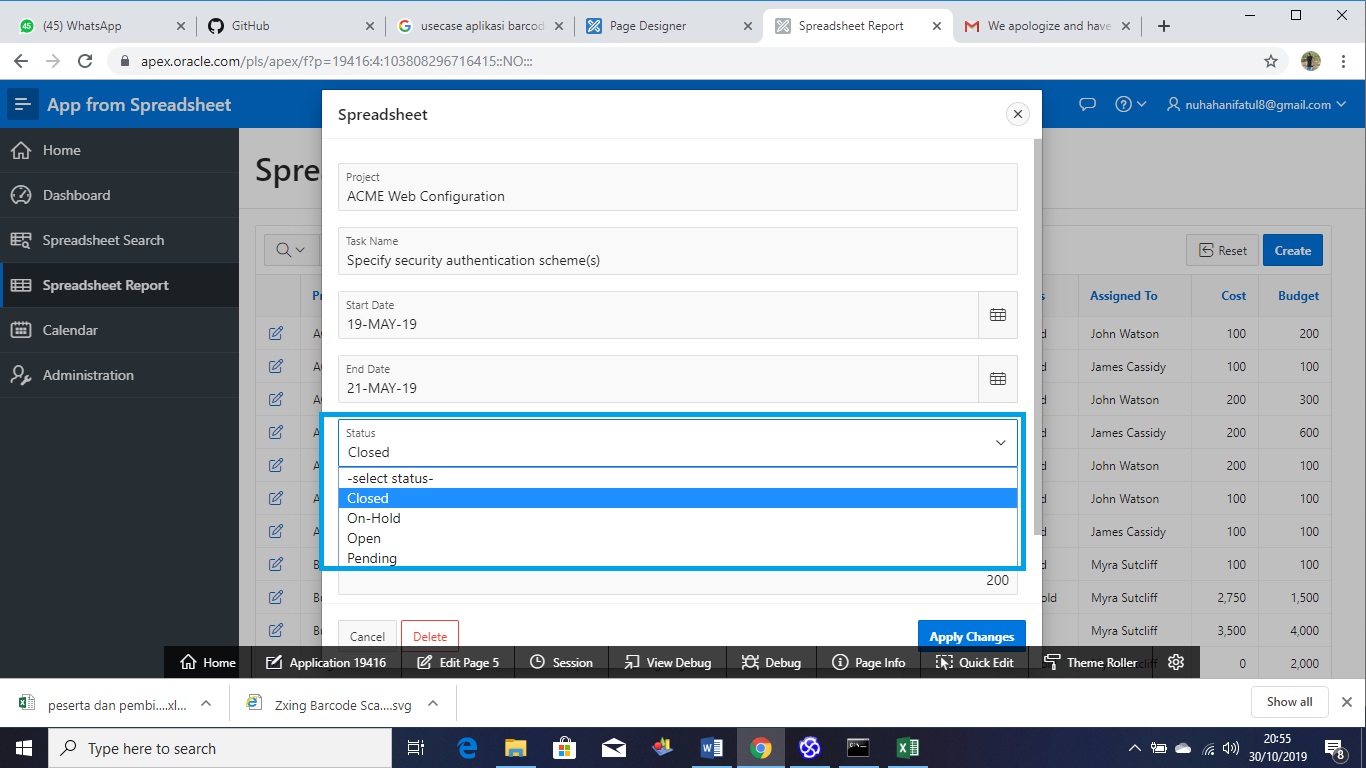 (45) WhatsApp
GitHub
usecase aplikasi barcod
Page Designer
Spreadsheet Report
We apologize and have
apex.oracle.com/pls/apex/f?p=19416:4:103808296716415::NO:::
App from Spreadsheet
nuhahanifatul8@gmail.com
Home
Dashboard
Spreadsheet Search
Spreadsheet Report
Calendar
Administration
Spre
Reset
Create
Assigned To Cost Budget
John Watson 100 200
James Cassidy 100 100
John Watson 200 300
James Cassidy 200 600
John Watson 200 100
John Watson 100 100
James Cassidy 100 100
Myra Sutcliff 100 100
old Myra Sutcliff 2,750 1,500
Myra Sutcliff 3,500 4,000
0 2,000
Spreadsheet
Project
ACME Web Configuration
Task Name
Specify security authentication scheme(s)
Start Date
19-MAY-19
End Date
21-MAY-19
Status
Closed
-select status-
Closed
On-Hold
Open
Pending
200
Cancel
Delete
Apply Changes
Home
Application 19416
Edit Page 5
Session
View Debug
Debug
Page Info
Quick Edit
Theme Roller
peserta dan pembi....xl...
Zxing Barcode Sca....svg
Show all
Type here to search
20:55
30/10/2019
8